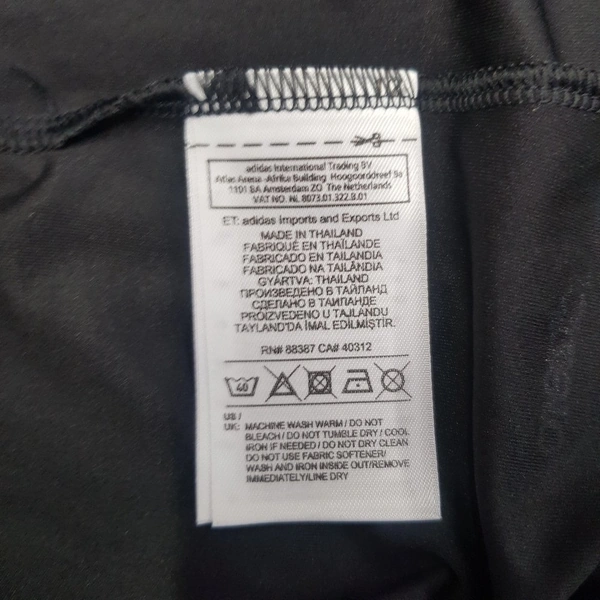 adidas International Trading BV
Atlas Arena - Africa Building Hoogoorddreef 9a
1101 BA Amsterdam ZO The Netherlands
VAT NO. NL 8073.01.322.B.01
ET: adidas Imports and Exports Ltd
MADE IN THAILAND
FABRIQUÉ EN THAÏLANDE
FABRICADO EN TAILANDIA
FABRICADO NA TAILÂNDIA
GYÁRTVA: THAILAND
ПРОИЗВЕДЕНО В ТАЙЛАНД
СДЕЛАНО В ТАИЛАНДЕ
PROIZVEDENO U TAJLANDU
TAYLAND'DA İMAL EDİLMİŞTİR.
RN# 88387 CA# 40312
40
US /
UK: MACHINE WASH WARM / DO NOT
BLEACH / DO NOT TUMBLE DRY / COOL
IRON IF NEEDED / DO NOT DRY CLEAN
DO NOT USE FABRIC SOFTENER/
WASH AND IRON INSIDE OUT/REMOVE
IMMEDIATELY/LINE DRY